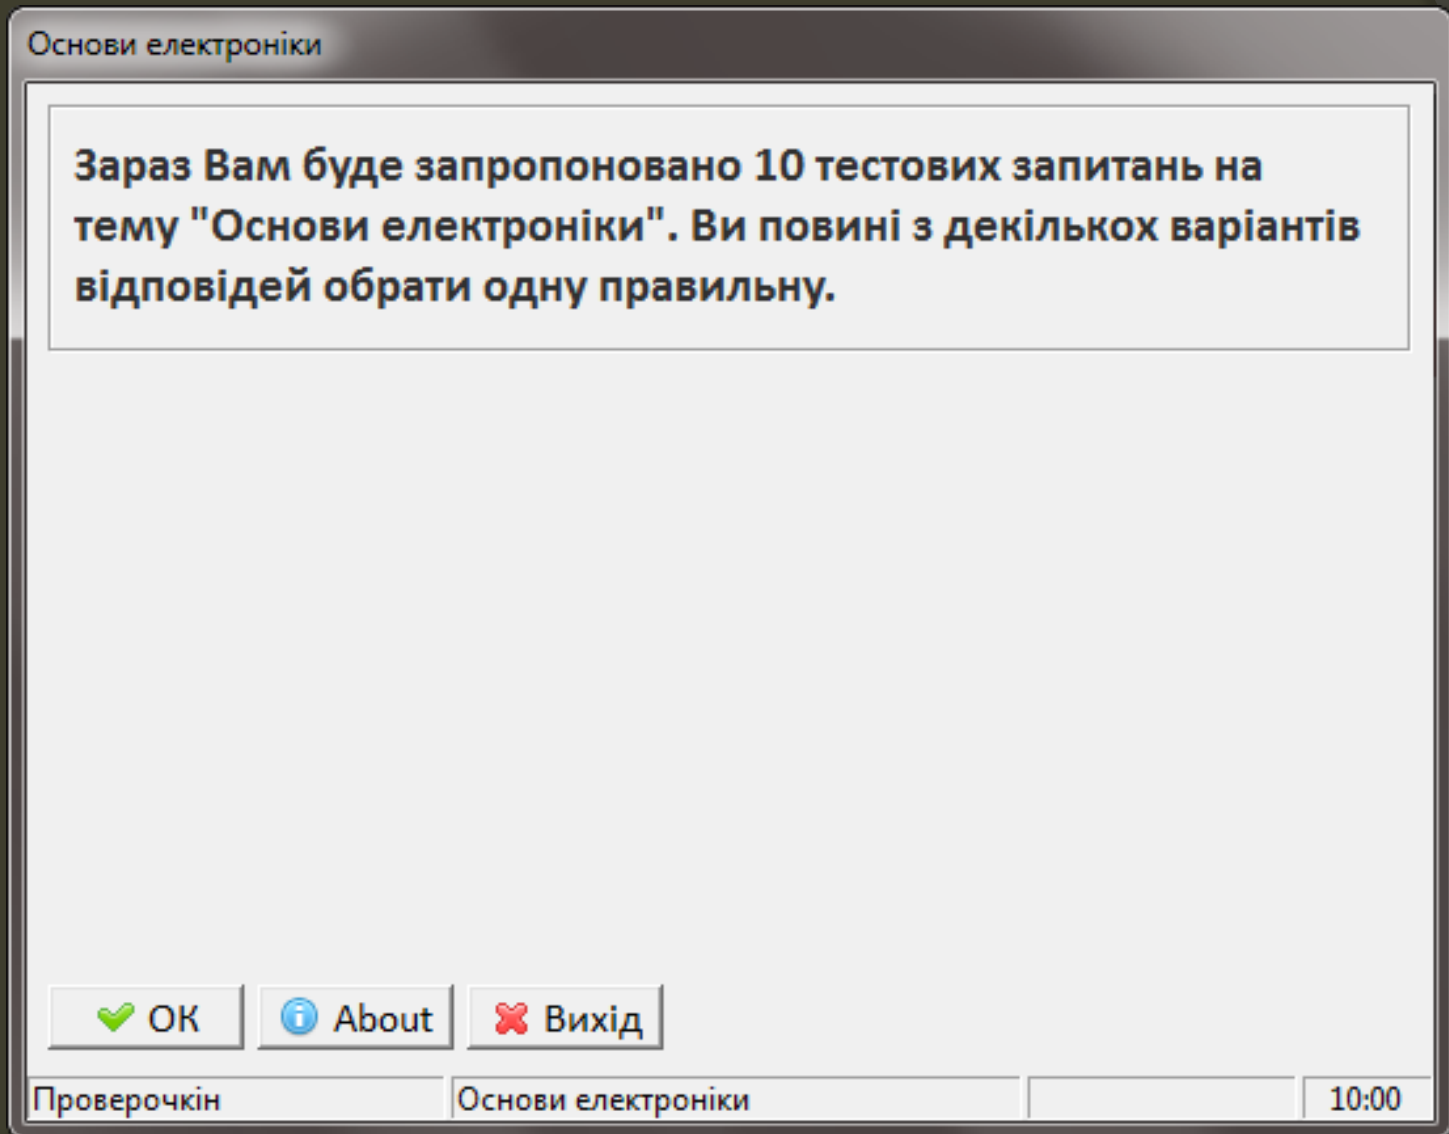 Основи електроніки
Зараз Вам буде запропоновано 10 тестових запитань на
тему "Основи електроніки". Ви повині з декількох варіантів
відповідей обрати одну правильну.
ОК About Вихід
Проверочкін Основи електроніки 10:00